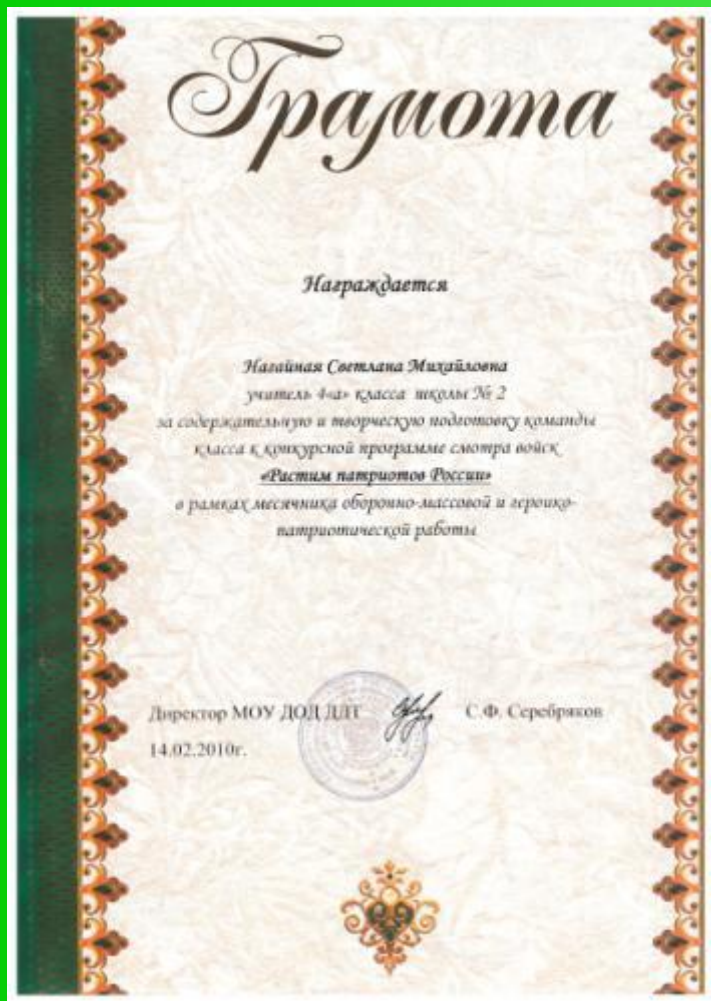 Грамота
Награждается
Нагайная Светлана Михайловна
учитель 4«а» класса школы № 2
за содержательную и творческую подготовку команды
класса к конкурсной программе смотра войск
«Растим патриотов России»
в рамках месячника оборонно-массовой и героико-
патриотической работы
Директор МОУ ДОД ДДТ С.Ф. Серебряков
14.02.2010г.